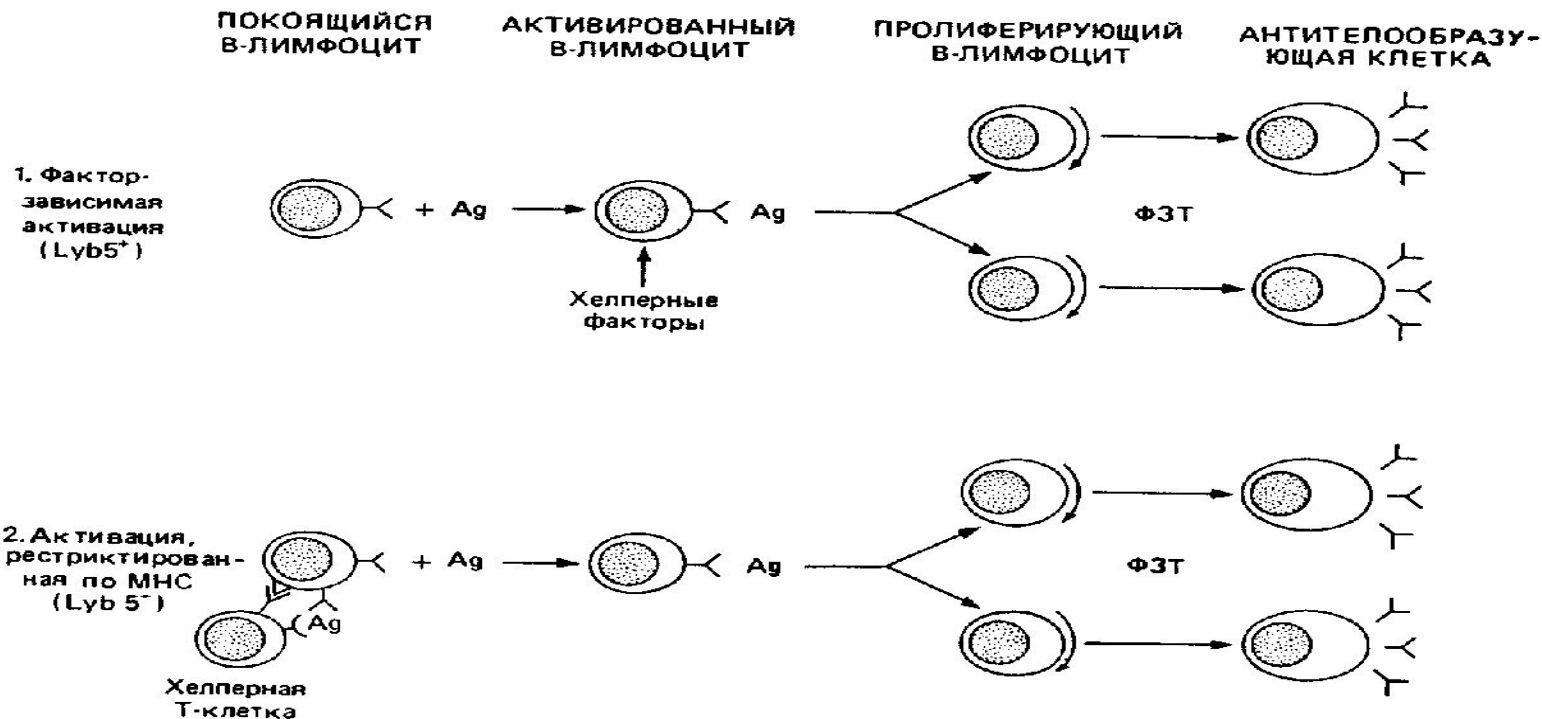 ПОКОЯЩИЙСЯ
В-ЛИМФОЦИТ
АКТИВИРОВАННЫЙ
В-ЛИМФОЦИТ
ПРОЛИФЕРИРУЮЩИЙ
В-ЛИМФОЦИТ
АНТИТЕЛООБРАЗУ-
ЮЩАЯ КЛЕТКА
1. Фактор-
зависимая
активация
(Lyb5⁺)
+ Ag
Ag
ФЗТ
Хелперные
факторы
2. Активация,
рестриктирован-
ная по МНС
(Lyb 5⁻)
+ Ag
Ag
ФЗТ
Ag
Хелперная
Т-клетка